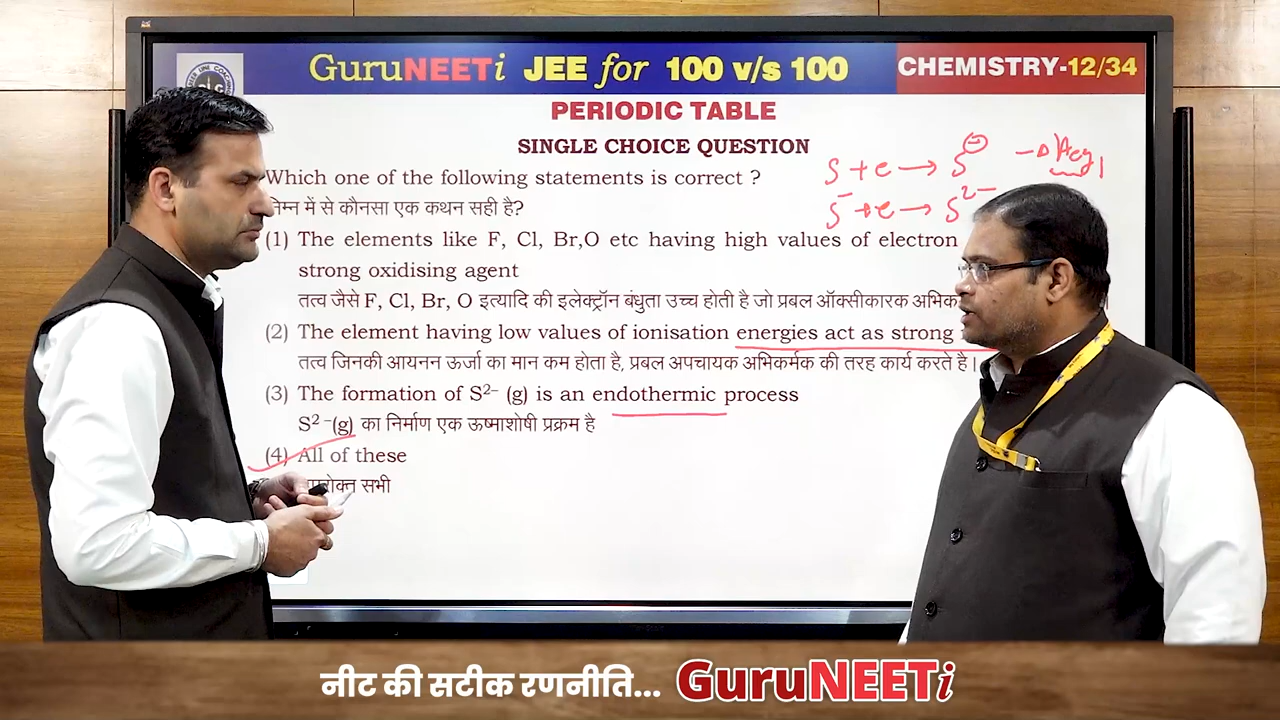 GuruNEETi JEE for 100 v/s 100
CHEMISTRY-12/34
PERIODIC TABLE
SINGLE CHOICE QUESTION
S + e → S⊖ -ΔHeg₁
S⁻ + e → S²⁻
Which one of the following statements is correct ?
निम्न में से कौनसा एक कथन सही है?
(1) The elements like F, Cl, Br,O etc having high values of electron
strong oxidising agent
तत्व जैसे F, Cl, Br, O इत्यादि की इलेक्ट्रॉन बंधुता उच्च होती है जो प्रबल ऑक्सीकारक
(2) The element having low values of ionisation energies act as strong
तत्व जिनकी आयनन ऊर्जा का मान कम होता है, प्रबल अपचायक अभिकर्मक की तरह कार्य करते है।
(3) The formation of S²⁻ (g) is an endothermic process
S²⁻(g) का निर्माण एक ऊष्माशोषी प्रक्रम है
(4) All of these
सभी
नीट की सटीक रणनीति... GuruNEETi